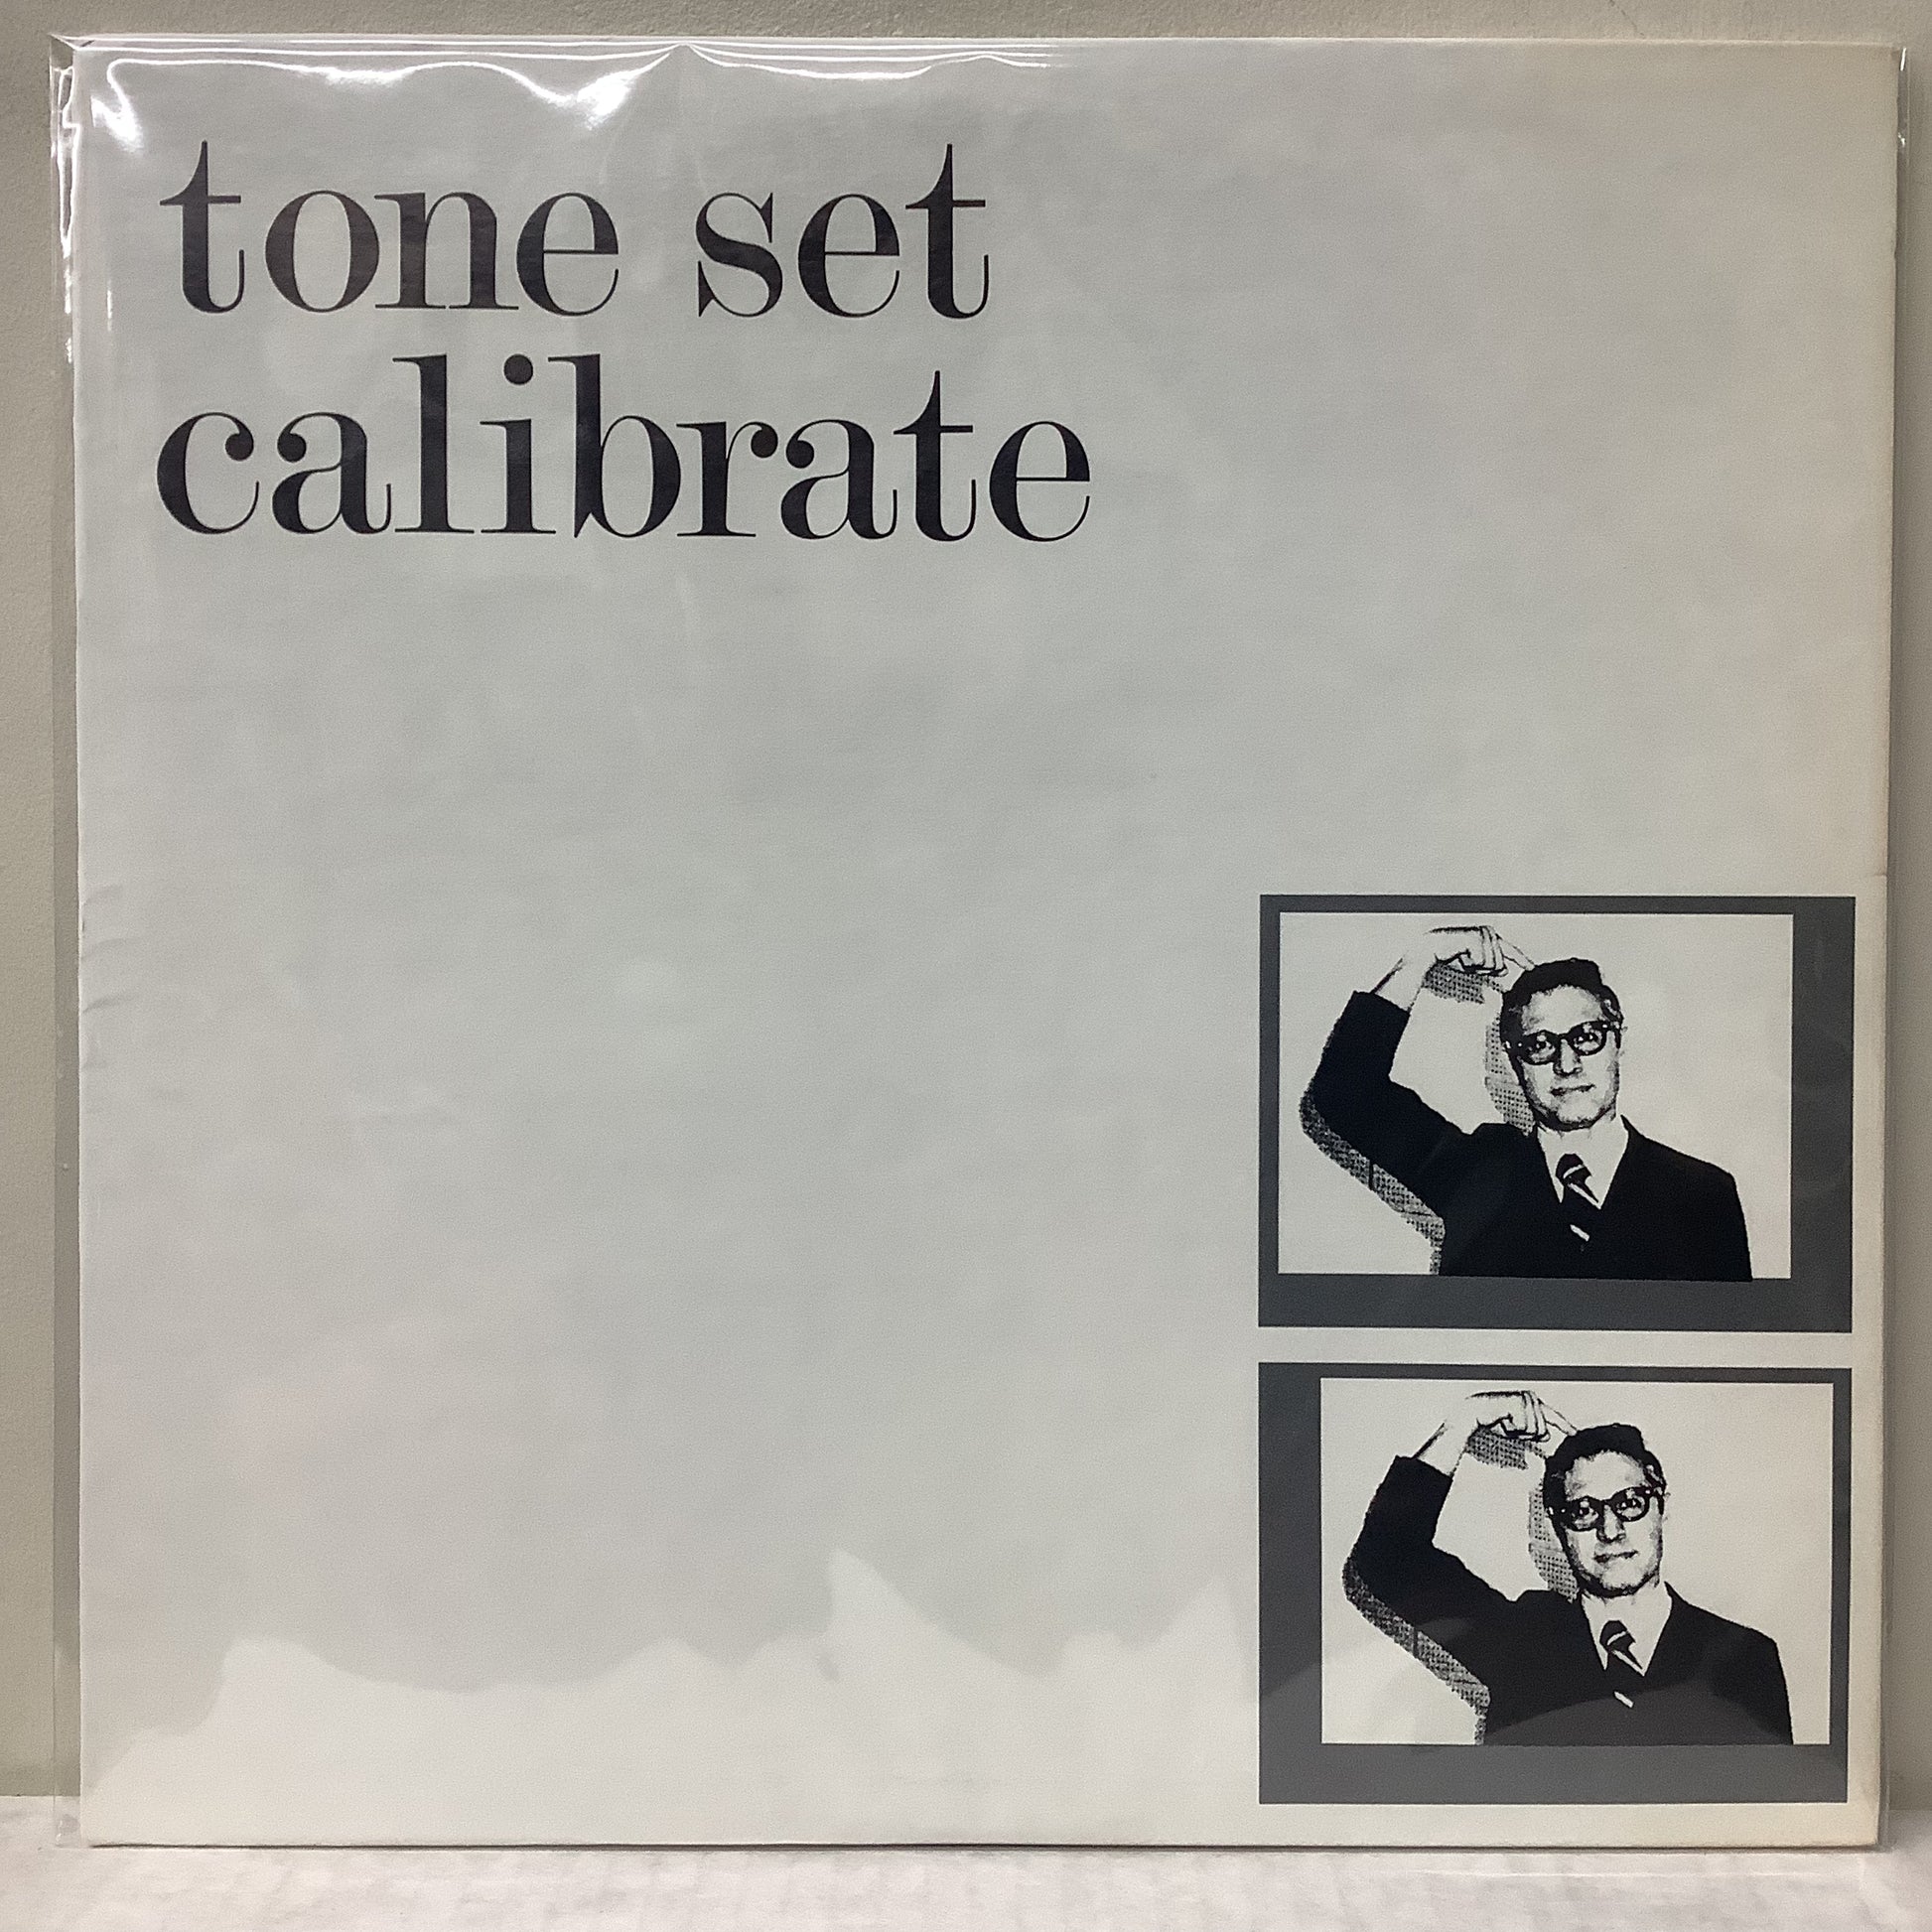 tone set
calibrate